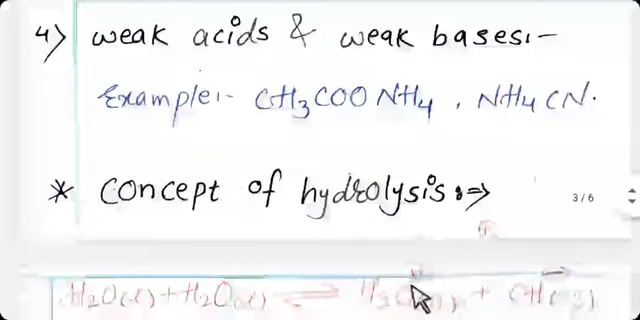 4) weak acids & weak bases:-
Example:- CH3COONH4, NH4CN.
* concept of hydrolysis:⇒
3/6
H2O(l) + H2O(l) ⇌